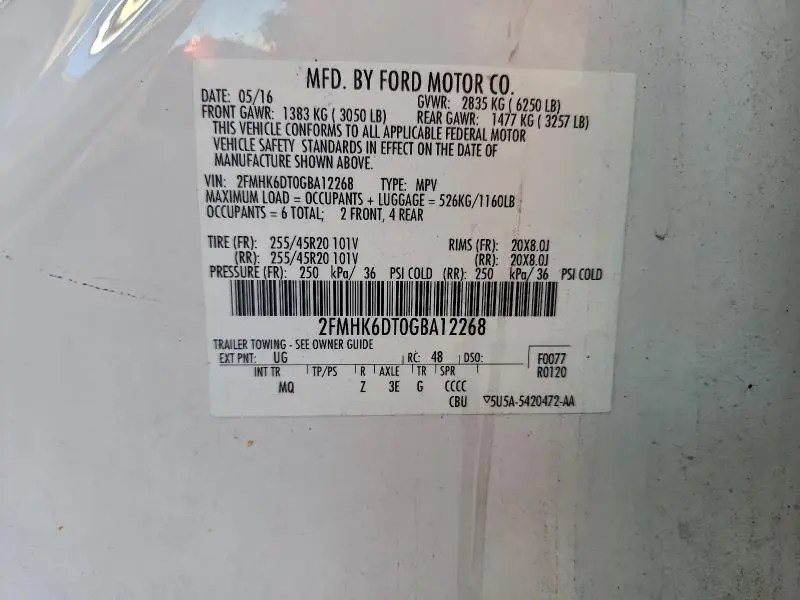 MFD. BY FORD MOTOR CO.
DATE: 05/16 GVWR: 2835 KG ( 6250 LB)
FRONT GAWR: 1383 KG ( 3050 LB) REAR GAWR: 1477 KG ( 3257 LB)
THIS VEHICLE CONFORMS TO ALL APPLICABLE FEDERAL MOTOR
VEHICLE SAFETY STANDARDS IN EFFECT ON THE DATE OF
MANUFACTURE SHOWN ABOVE.
VIN: 2FMHK6DT0GBA12268 TYPE: MPV
MAXIMUM LOAD = OCCUPANTS + LUGGAGE = 526KG/1160LB
OCCUPANTS = 6 TOTAL; 2 FRONT, 4 REAR
TIRE (FR): 255/45R20 101V RIMS (FR): 20X8.0J
(RR): 255/45R20 101V (RR): 20X8.0J
PRESSURE (FR): 250 kPa/ 36 PSI COLD (RR): 250 kPa/ 36 PSI COLD
2FMHK6DT0GBA12268
TRAILER TOWING - SEE OWNER GUIDE
EXT PNT: UG RC: 48 DSO: F0077
INT TR TP/PS R AXLE TR SPR R0120
MQ Z 3E G CCCC
CBU ▽5U5A-5420472-AA